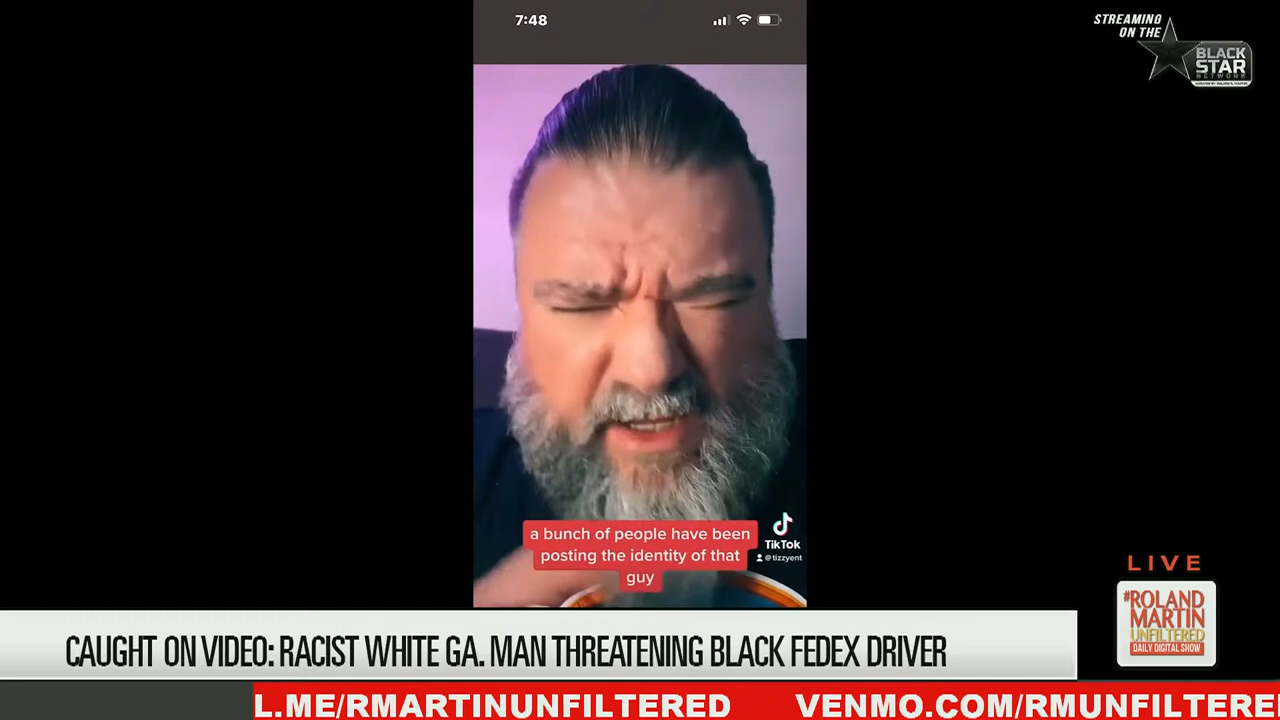 7:48
STREAMING
ON THE
BLACK
STAR
NETWORK
a bunch of people have been
posting the identity of that
guy
TikTok
@tizzyent
LIVE
#ROLAND
MARTIN
UNFILTERED
DAILY DIGITAL SHOW
CAUGHT ON VIDEO: RACIST WHITE GA. MAN THREATENING BLACK FEDEX DRIVER
L.ME/RMARTINUNFILTERED VENMO.COM/RMUNFILTERE